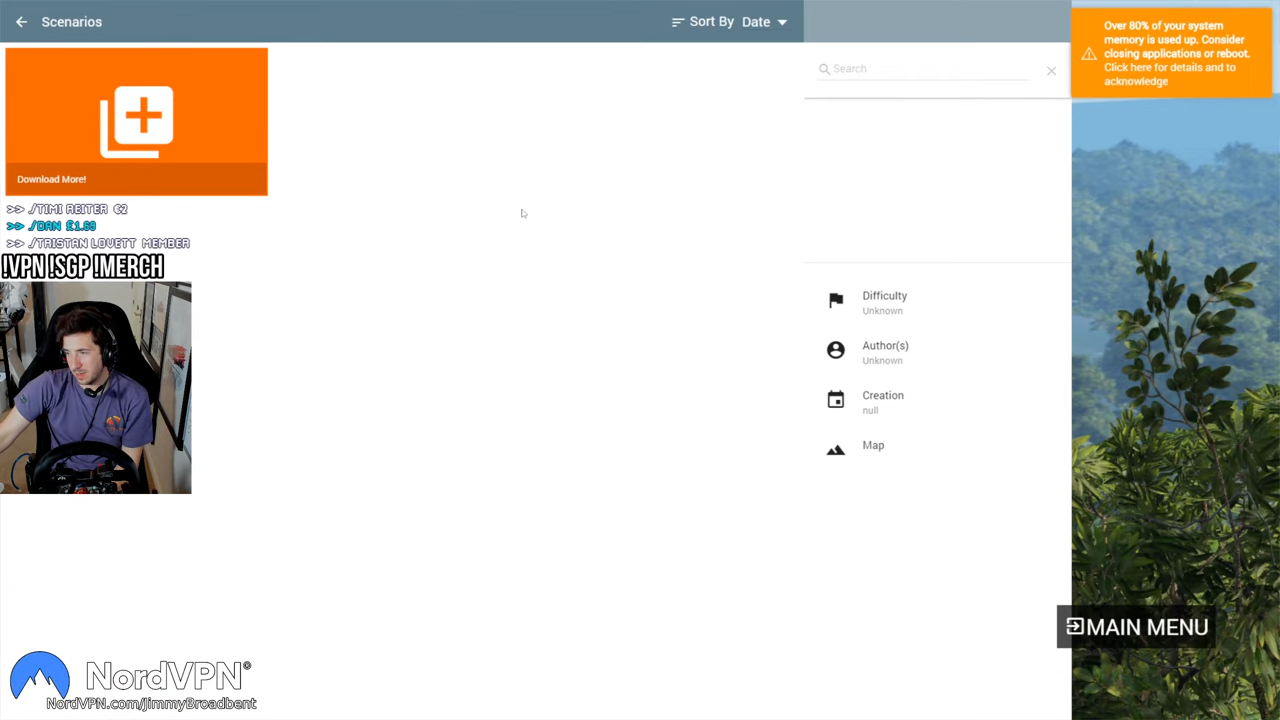 Scenarios
Sort By Date
Over 80% of your system
memory is used up. Consider
closing applications or reboot.
Click here for details and to
acknowledge
Search
Download More!
>> ./TIMI REITER €2
>> ./DAN £1.69
>> ./TRISTAN LOVETT MEMBER
!VPN !SGP !MERCH
Difficulty
Unknown
Author(s)
Unknown
Creation
null
Map
MAIN MENU
NordVPN®
NordVPN.com/JimmyBroadbent